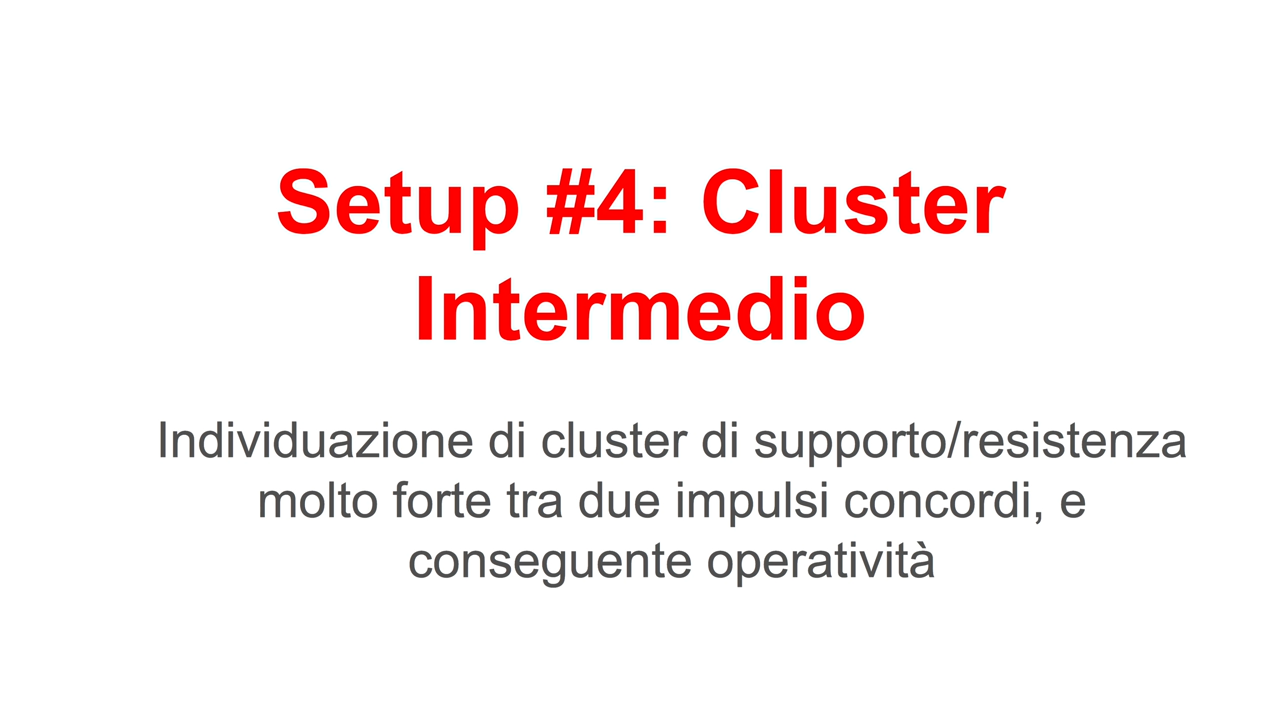 Setup #4: Cluster
Intermedio
Individuazione di cluster di supporto/resistenza
molto forte tra due impulsi concordi, e
conseguente operatività